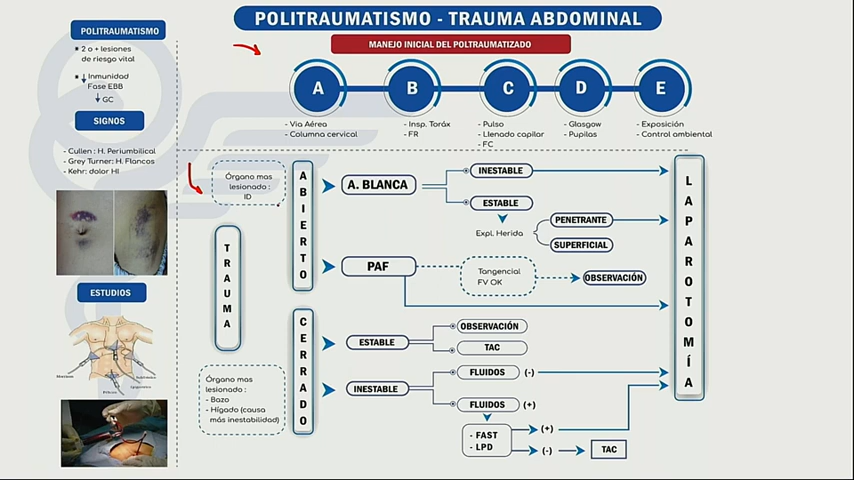 POLITRAUMATISMO - TRAUMA ABDOMINAL
MANEJO INICIAL DEL POLTRAUMATIZADO
POLITRAUMATISMO
2 o + lesiones
de riesgo vital
Inmunidad
Fase EBB
GC
SIGNOS
- Cullen : H. Periumbilical
- Grey Turner: H. Flancos
- Kehr: dolor HI
ESTUDIOS
A
B
C
D
E
- Via Aérea
- Columna cervical
- Insp. Toráx
- FR
- Pulso
- Llenado capilar
- FC
- Glasgow
- Pupilas
- Exposición
- Control ambiental
TRAUMA
Órgano mas
lesionado :
ID
ABIERTO
A. BLANCA
INESTABLE
ESTABLE
Expl. Herida
PENETRANTE
SUPERFICIAL
PAF
Tangencial
FV OK
OBSERVACIÓN
Órgano mas
lesionado :
- Bazo
- Hígado (causa
más inestabilidad)
CERRADO
ESTABLE
OBSERVACIÓN
TAC
INESTABLE
FLUIDOS (-)
FLUIDOS (+)
- FAST
- LPD
(+)
(-)
TAC
LAPAROTOMÍA